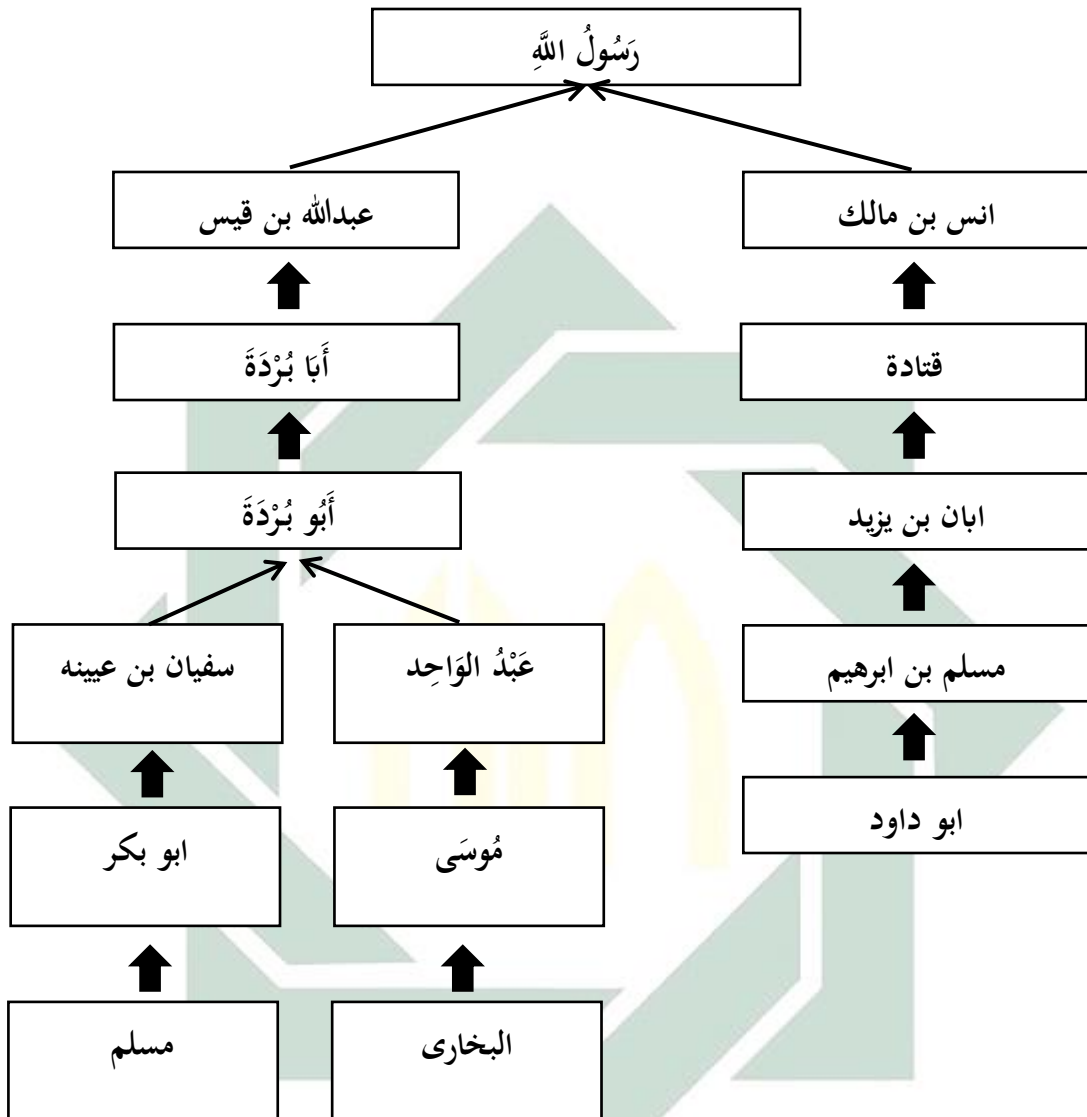 رَسُولُ اللَّهِ
انس بن مالك
عبدالله بن قيس
قتادة
أَبَا بُرْدَةَ
ابان بن يزيد
أَبُو بُرْدَةَ
مسلم بن ابرهيم
عَبْدُ الوَاحِد
سفيان بن عيينه
ابو داود
مُوسَى
ابو بكر
البخارى
مسلم